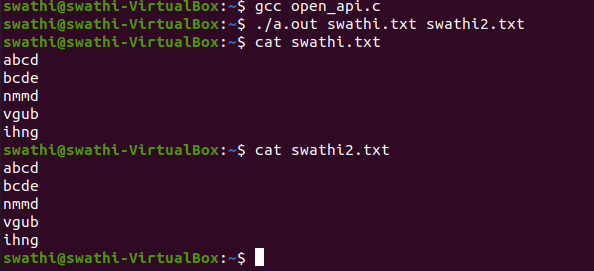 swathi@swathi-VirtualBox:~$ gcc open_api.c
swathi@swathi-VirtualBox:~$ ./a.out swathi.txt swathi2.txt
swathi@swathi-VirtualBox:~$ cat swathi.txt
abcd
bcde
nmmd
vgub
ihng
swathi@swathi-VirtualBox:~$ cat swathi2.txt
abcd
bcde
nmmd
vgub
ihng
swathi@swathi-VirtualBox:~$